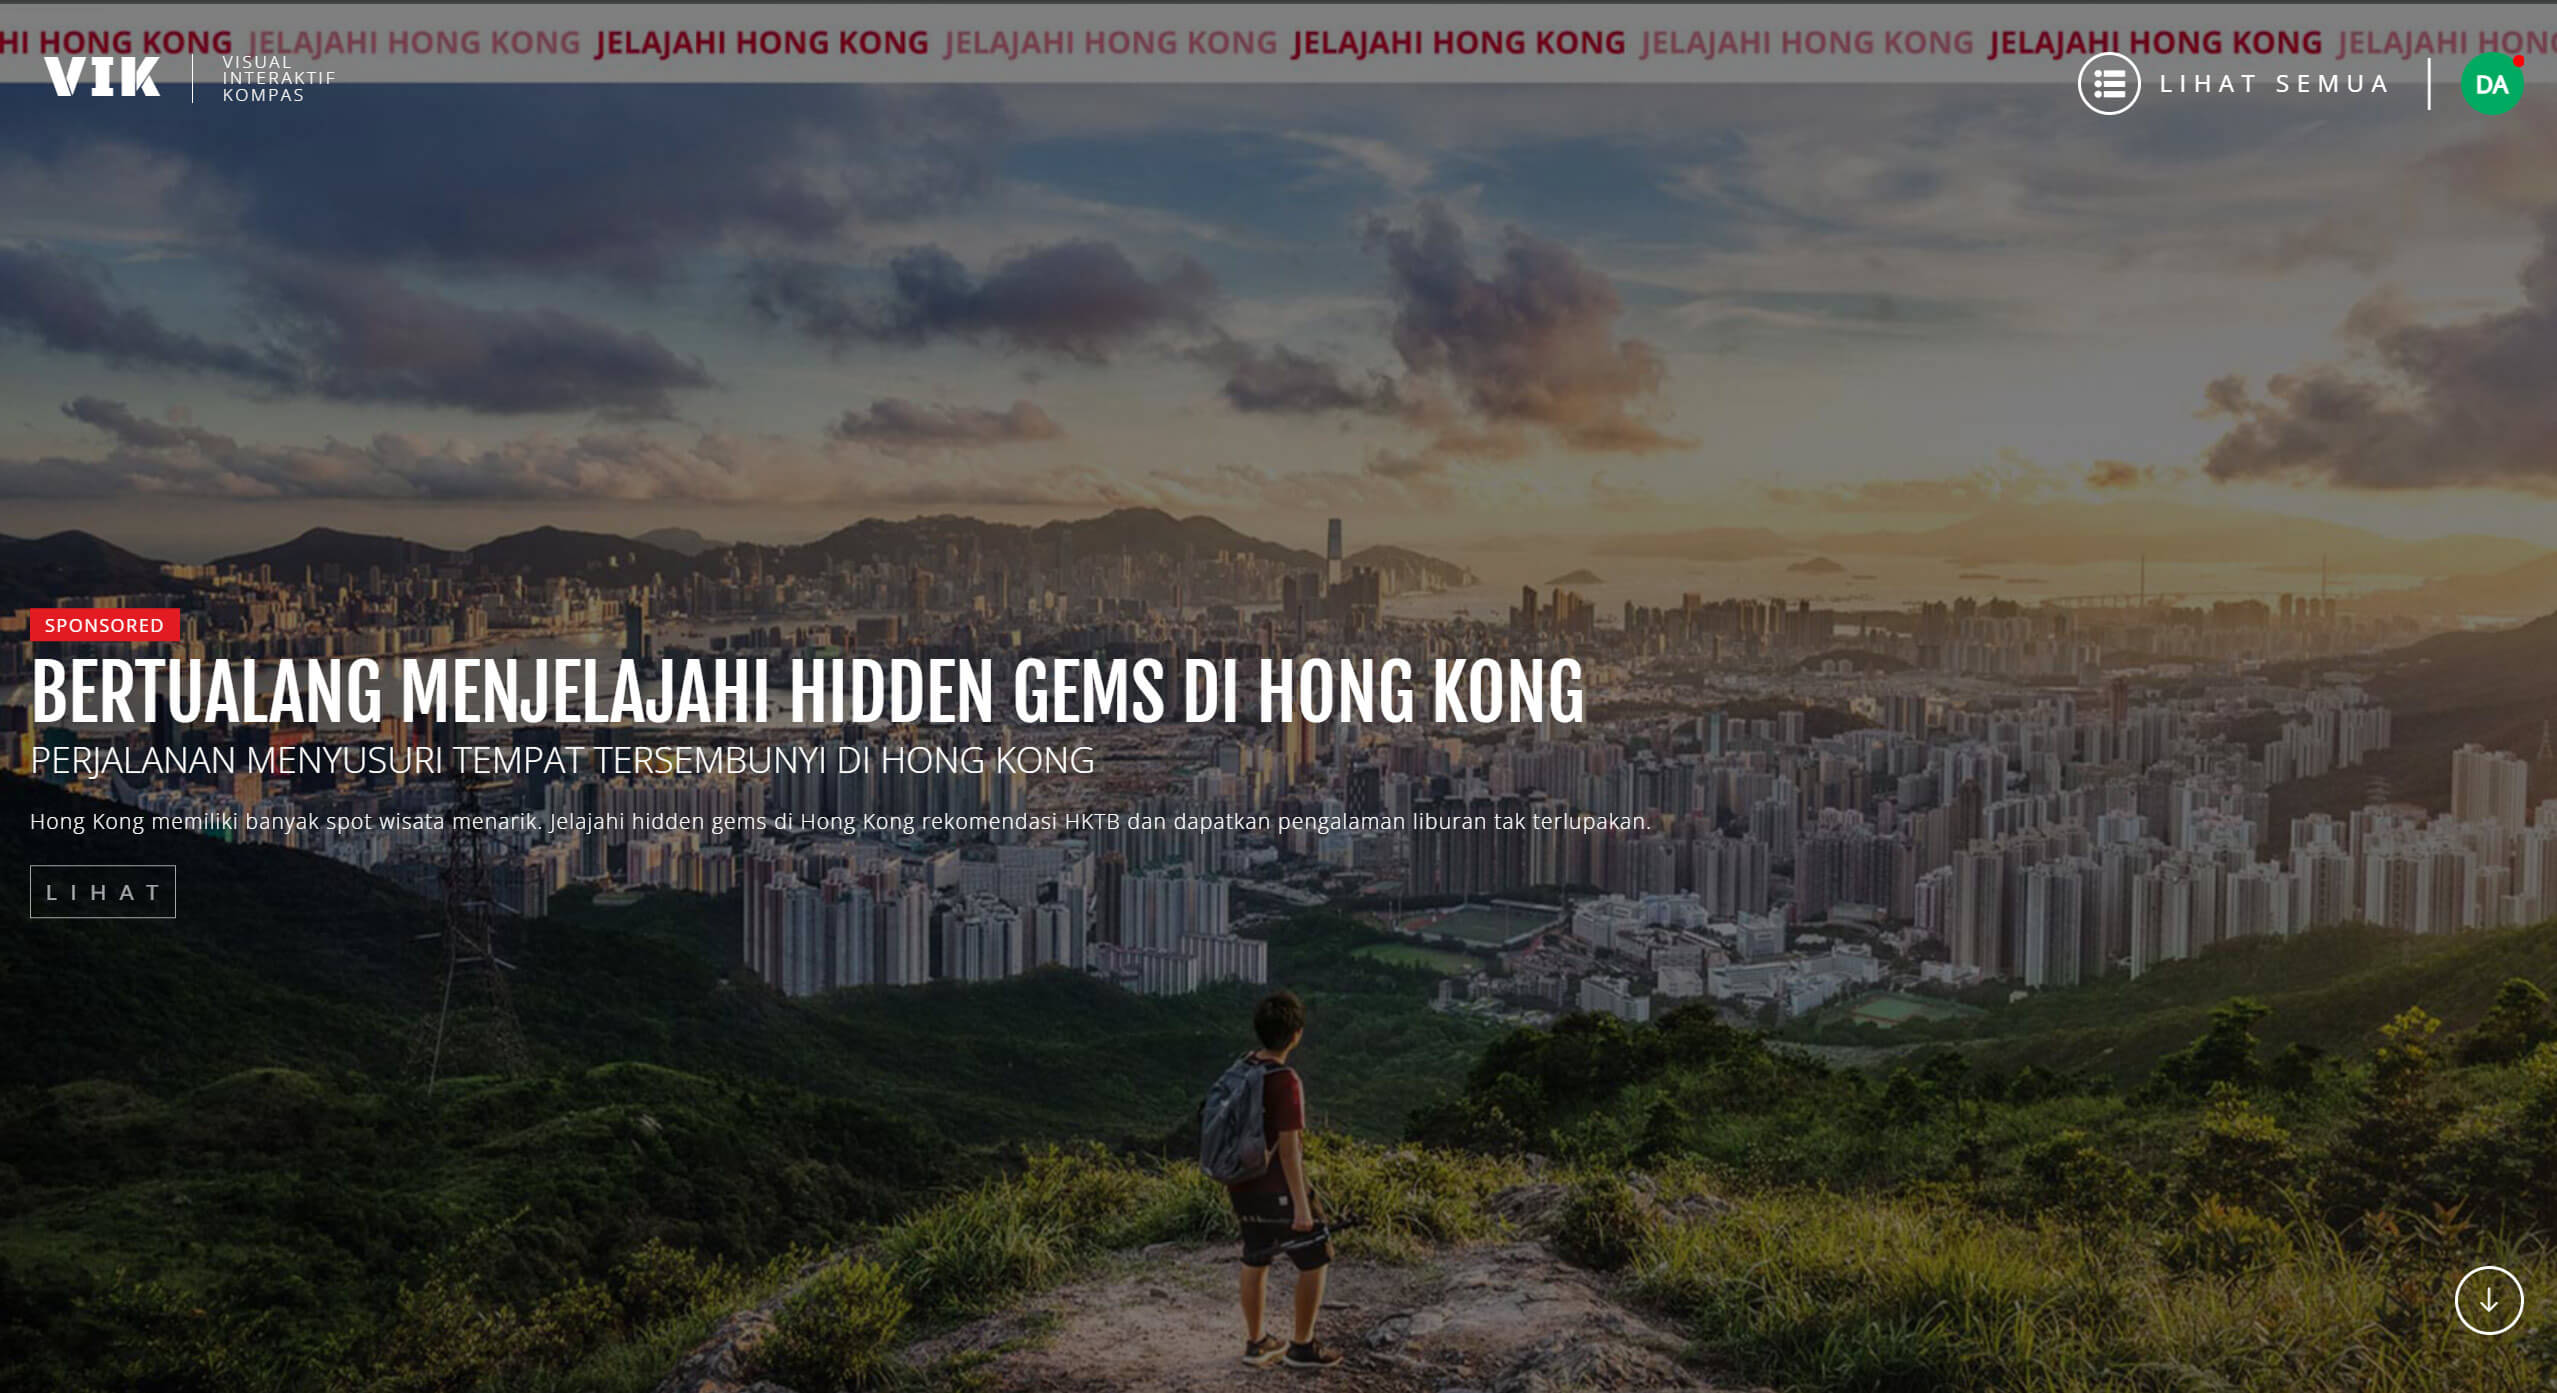 HI HONG KONG JELAJAHI HONG KONG JELAJAHI HONG KONG JELAJAHI HONG KONG JELAJAHI HONG KONG JELAJAHI HONG KONG JELAJAHI HONG KONG JELAJAHI HONG
VIK
VISUAL
INTERAKTIF
KOMPAS
LIHAT SEMUA
DA
SPONSORED
BERTUALANG MENJELAJAHI HIDDEN GEMS DI HONG KONG
PERJALANAN MENYUSURI TEMPAT TERSEMBUNYI DI HONG KONG
Hong Kong memiliki banyak spot wisata menarik. Jelajahi hidden gems di Hong Kong rekomendasi HKTB dan dapatkan pengalaman liburan tak terlupakan.
LIHAT